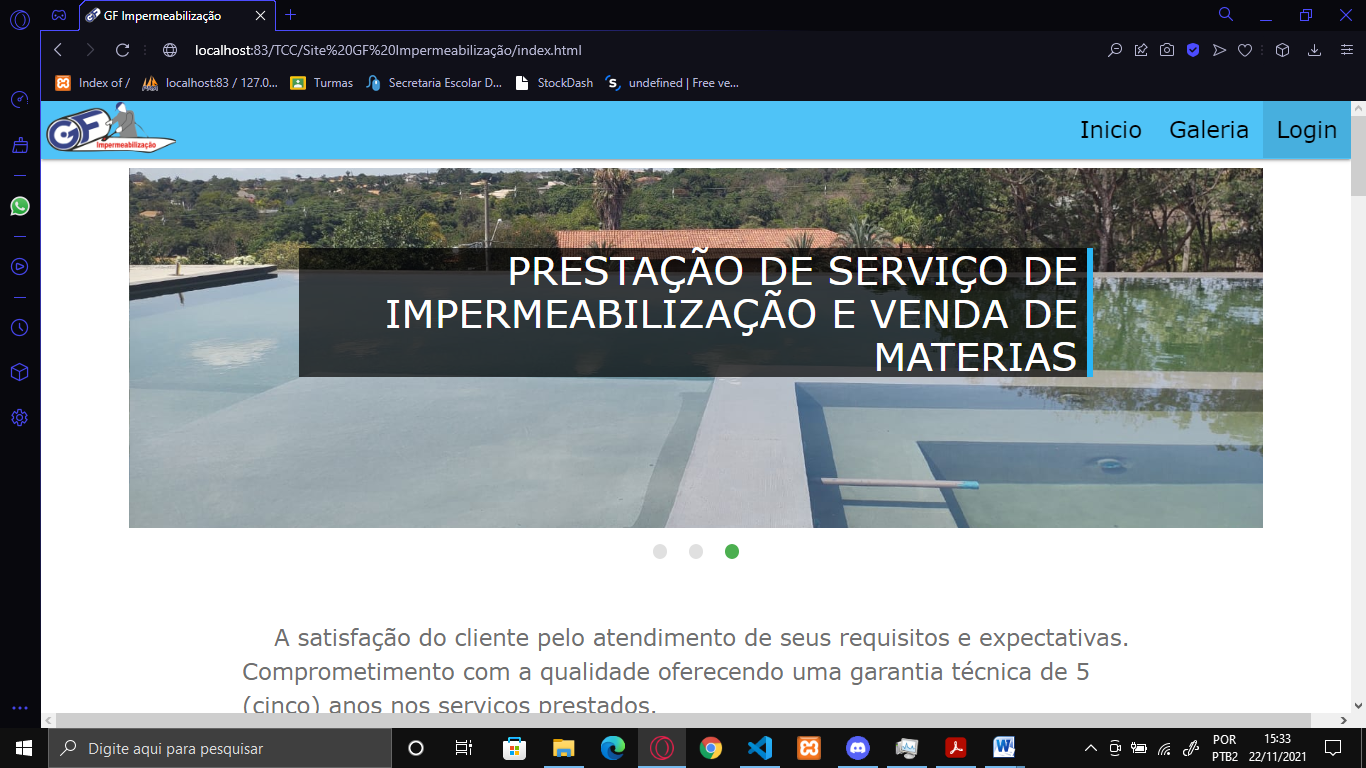 GF Impermeabilização
localhost:83/TCC/Site%20GF%20Impermeabilização/index.html
Index of /
localhost:83 / 127.0...
Turmas
Secretaria Escolar D...
StockDash
undefined | Free ve...
GF
Impermeabilização
Inicio
Galeria
Login
PRESTAÇÃO DE SERVIÇO DE
IMPERMEABILIZAÇÃO E VENDA DE
MATERIAS
A satisfação do cliente pelo atendimento de seus requisitos e expectativas.
Comprometimento com a qualidade oferecendo uma garantia técnica de 5
(cinco) anos nos serviços prestados.
Digite aqui para pesquisar
POR
PTB2
15:33
22/11/2021